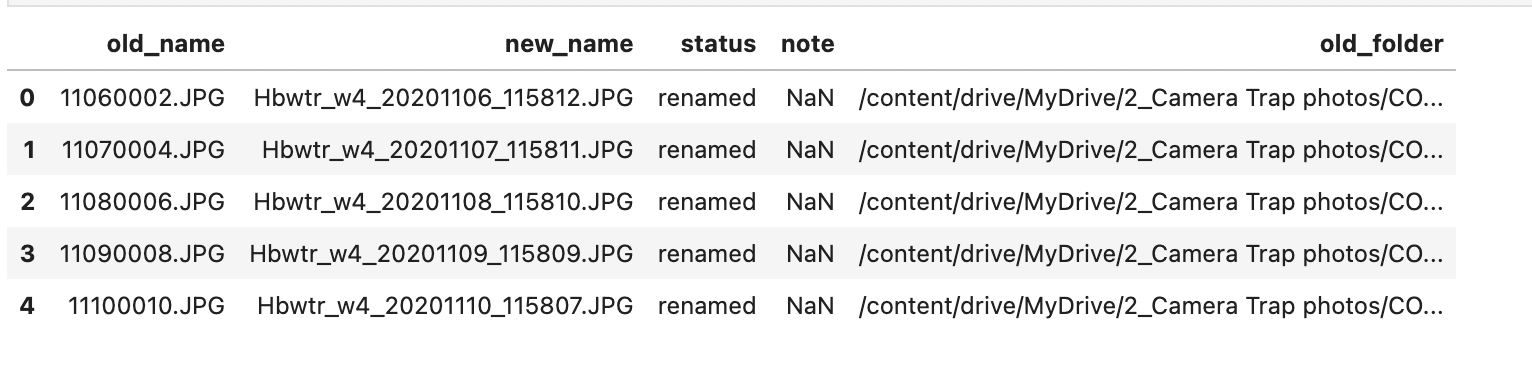 old_name new_name status note old_folder
0 11060002.JPG Hbwtr_w4_20201106_115812.JPG renamed NaN /content/drive/MyDrive/2_Camera Trap photos/CO...
1 11070004.JPG Hbwtr_w4_20201107_115811.JPG renamed NaN /content/drive/MyDrive/2_Camera Trap photos/CO...
2 11080006.JPG Hbwtr_w4_20201108_115810.JPG renamed NaN /content/drive/MyDrive/2_Camera Trap photos/CO...
3 11090008.JPG Hbwtr_w4_20201109_115809.JPG renamed NaN /content/drive/MyDrive/2_Camera Trap photos/CO...
4 11100010.JPG Hbwtr_w4_20201110_115807.JPG renamed NaN /content/drive/MyDrive/2_Camera Trap photos/CO...